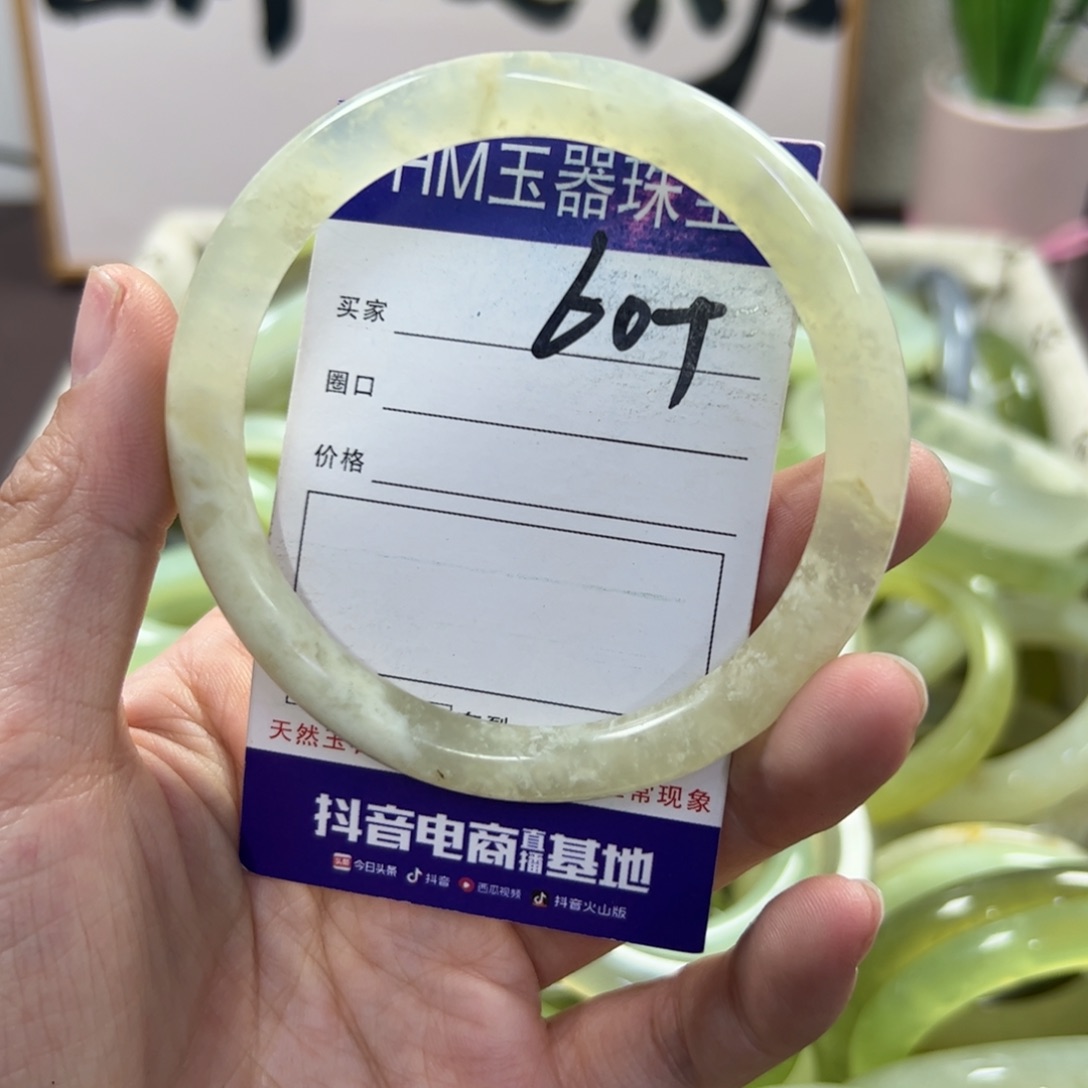 HM玉器珠宝
60T
买家
圈口
价格
天然玉
常现象
抖音电商直播基地
今日头条 抖音 西瓜视频 抖音火山版